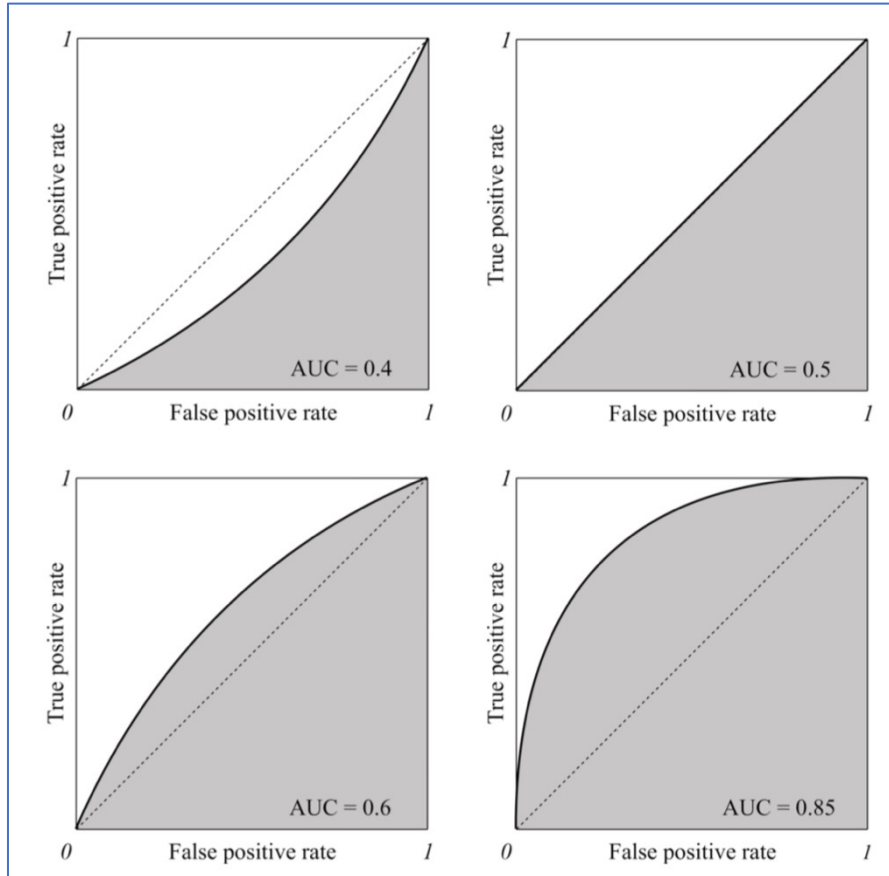 1
True positive rate
AUC = 0.4
0 False positive rate 1
1
True positive rate
AUC = 0.5
0 False positive rate 1
1
True positive rate
AUC = 0.6
0 False positive rate 1
1
True positive rate
AUC = 0.85
0 False positive rate 1